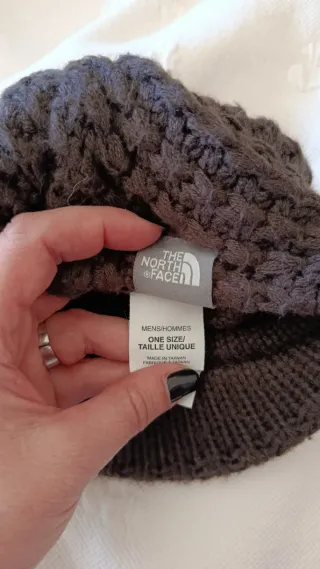 THE
NORTH
FACE
MENS/HOMMES
ONE SIZE/
TAILLE UNIQUE
MADE IN TAIWAN